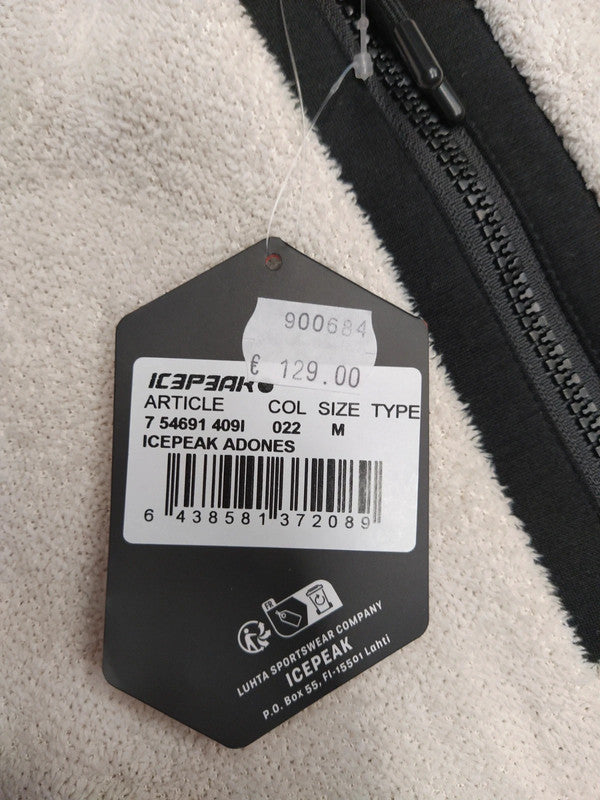 900684
€ 129.00
ICEPEAK
ARTICLE COL SIZE TYPE
7 54691 409I 022 M
ICEPEAK ADONES
6 438581 372089
FR
LUHTA SPORTSWEAR COMPANY
ICEPEAK
P.O. Box 55, FI-15501 Lahti